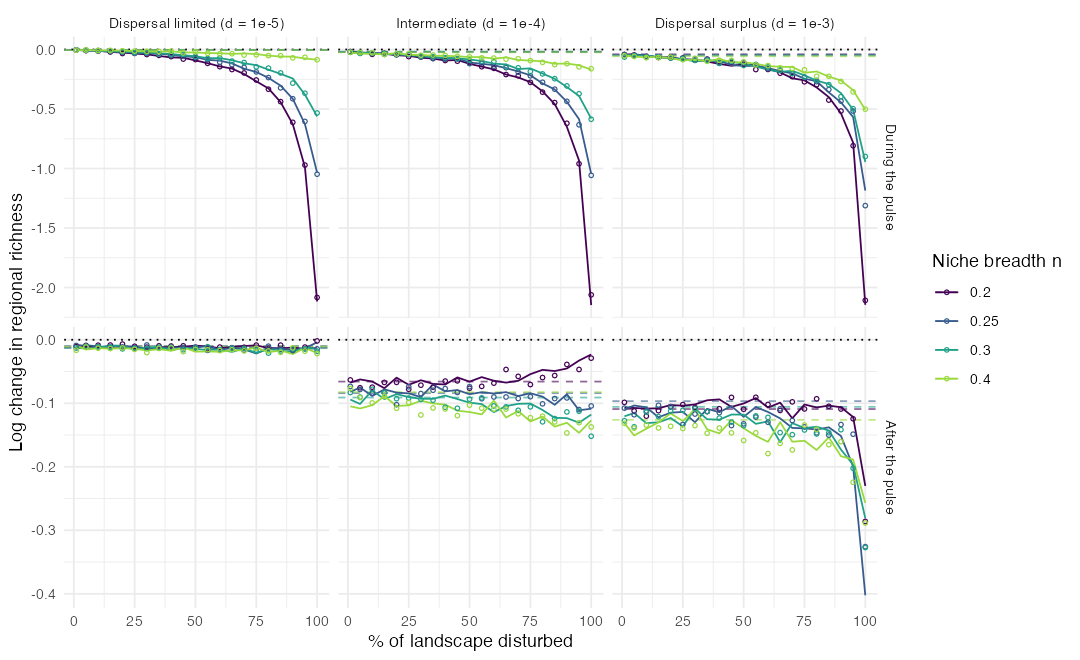 Dispersal limited (d = 1e-5)
Intermediate (d = 1e-4)
Dispersal surplus (d = 1e-3)
Log change in regional richness
0.0
-0.5
-1.0
-1.5
-2.0
During the pulse
0.0
-0.1
-0.2
-0.3
-0.4
After the pulse
0 25 50 75 100
0 25 50 75 100
0 25 50 75 100
% of landscape disturbed
Niche breadth n
0.2
0.25
0.3
0.4